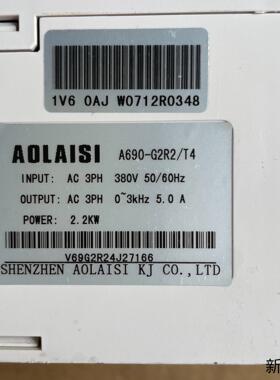 1V6 0AJ W0712R0348
AOLAISI A690-G2R2/T4
INPUT: AC 3PH 380V 50/60Hz
OUTPUT: AC 3PH 0~3kHz 5.0 A
POWER: 2.2KW
V69G2R24J27166
SHENZHEN AOLAISI KJ CO.,LTD
新